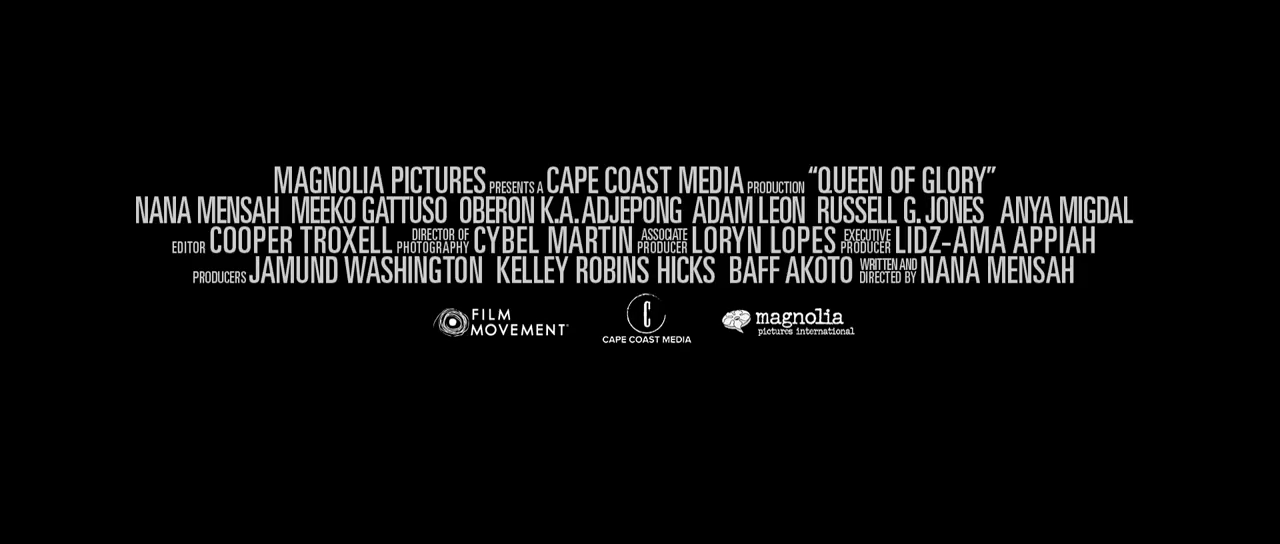 MAGNOLIA PICTURES PRESENTS A CAPE COAST MEDIA PRODUCTION “QUEEN OF GLORY”
NANA MENSAH MEEKO GATTUSO OBERON K.A. ADJEPONG ADAM LEON RUSSELL G. JONES ANYA MIGDAL
EDITOR COOPER TROXELL DIRECTOR OF PHOTOGRAPHY CYBEL MARTIN ASSOCIATE PRODUCER LORYN LOPES EXECUTIVE PRODUCER LIDZ-AMA APPIAH
PRODUCERS JAMUND WASHINGTON KELLEY ROBINS HICKS BAFF AKOTO WRITTEN AND DIRECTED BY NANA MENSAH
FILM MOVEMENT
C
CAPE COAST MEDIA
magnolia
pictures international